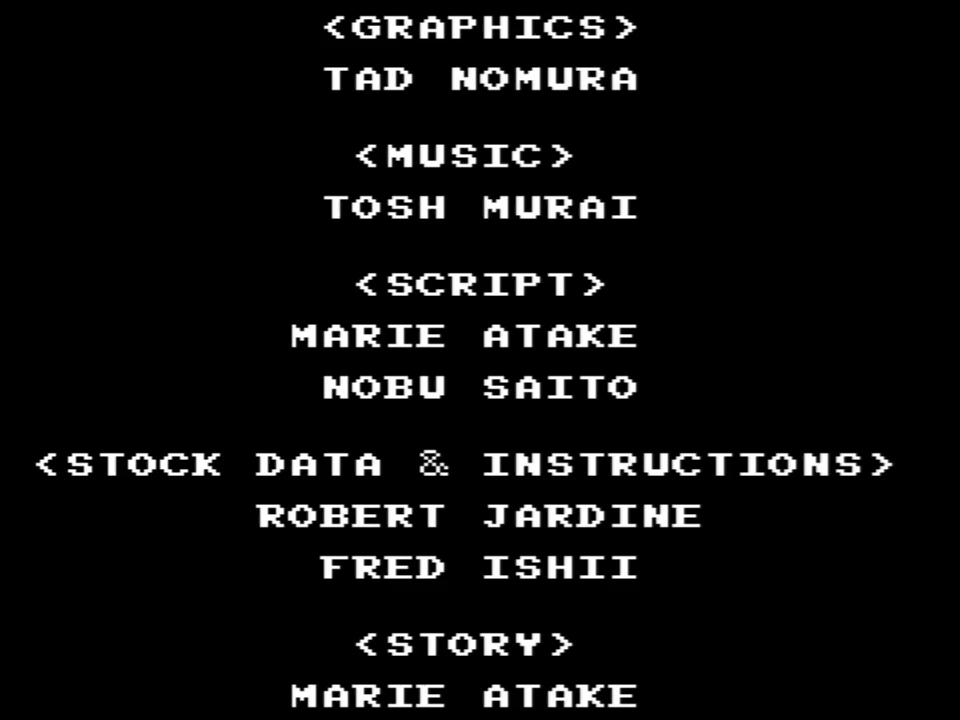 <GRAPHICS>
TAD NOMURA
<MUSIC>
TOSH MURAI
<SCRIPT>
MARIE ATAKE
NOBU SAITO
<STOCK DATA & INSTRUCTIONS>
ROBERT JARDINE
FRED ISHII
<STORY>
MARIE ATAKE